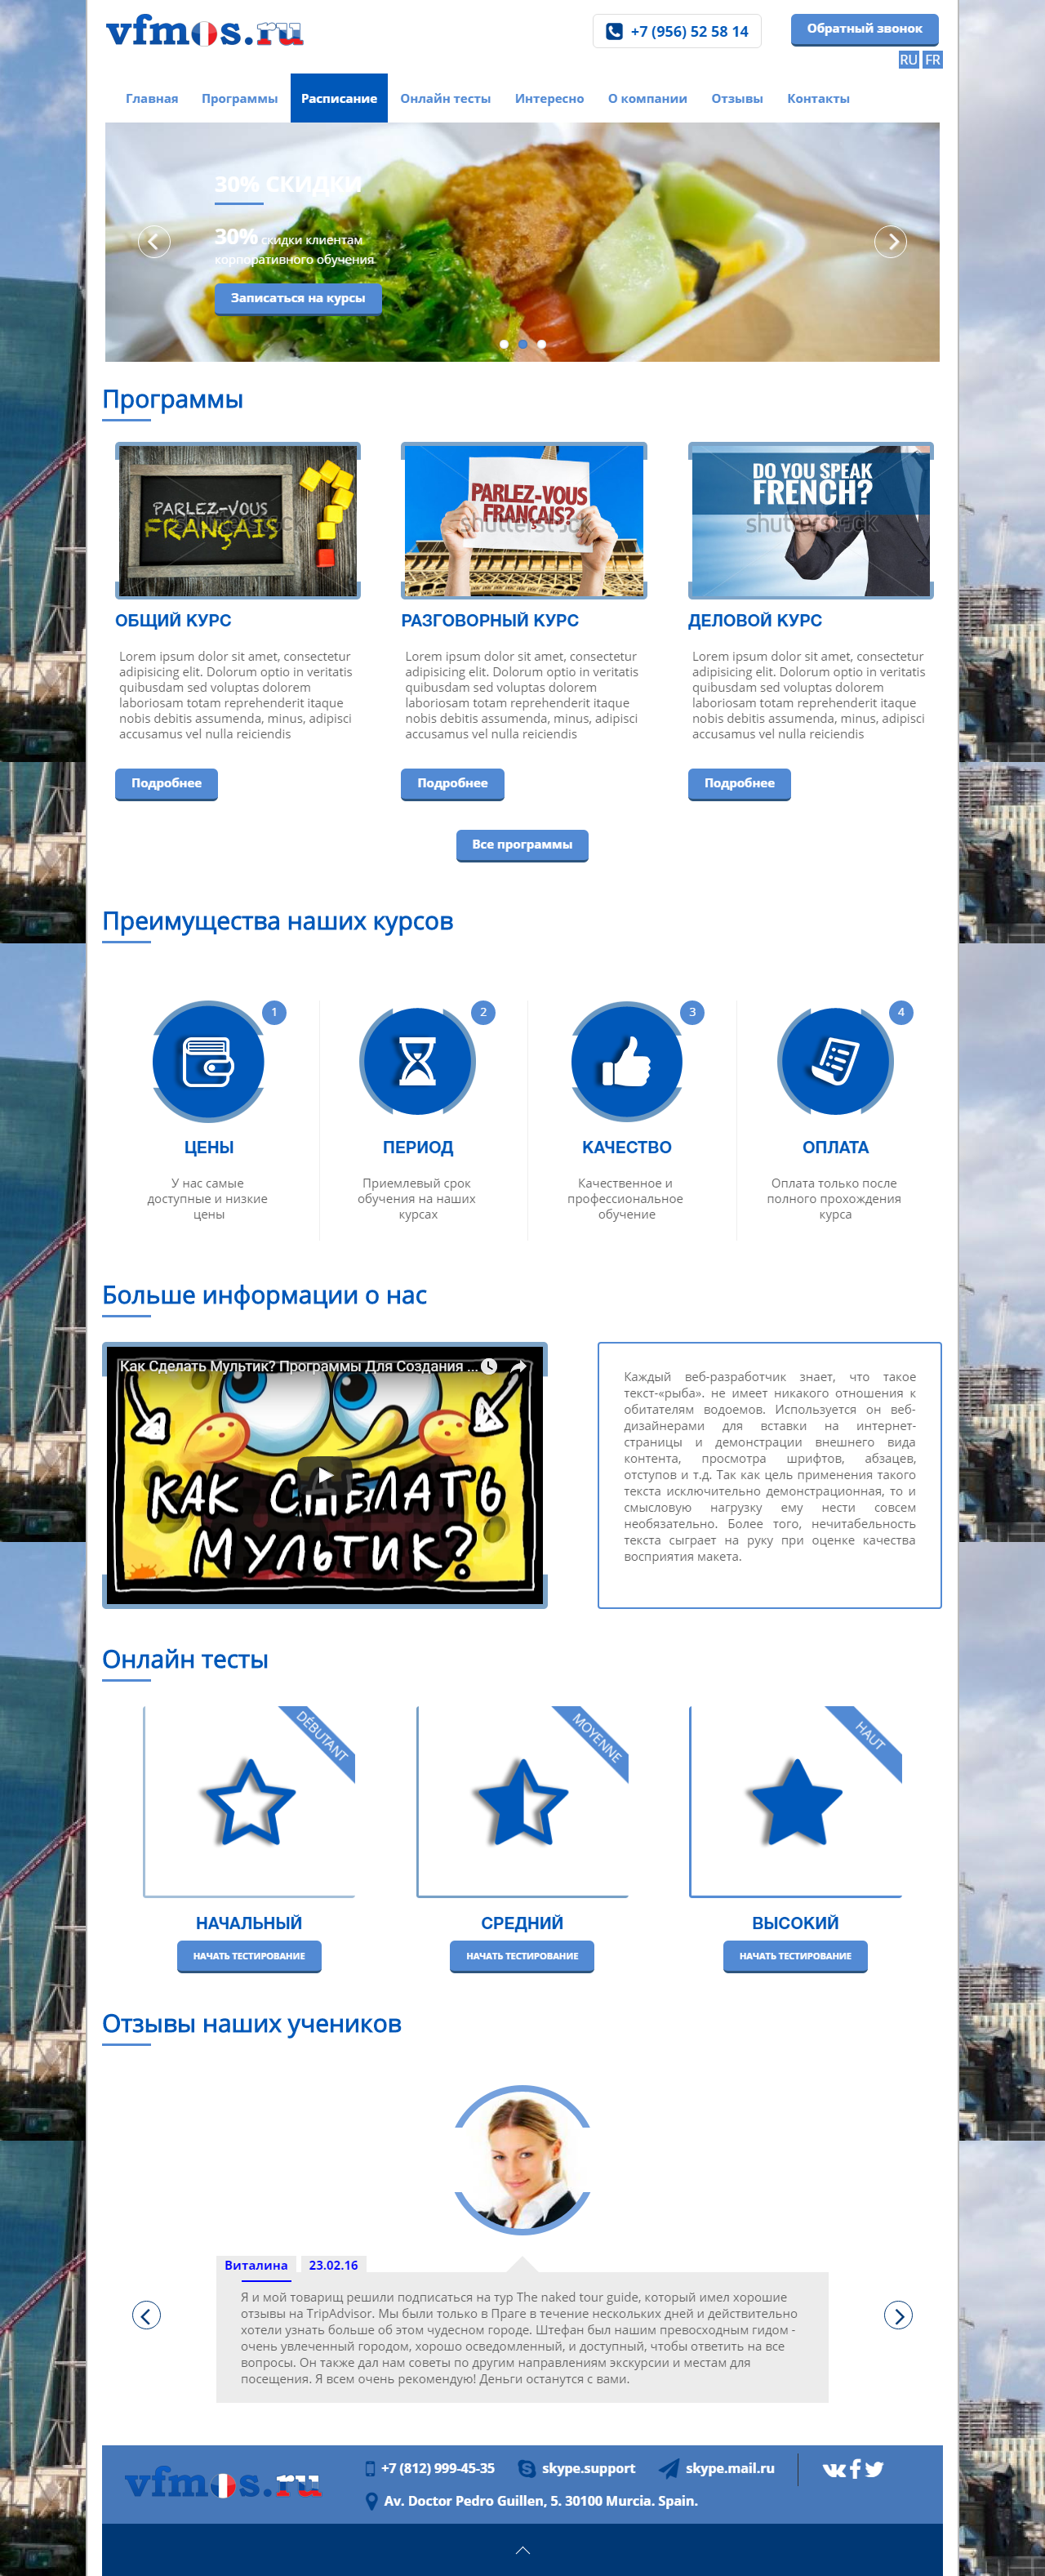 vfmos.ru
+7 (956) 52 58 14
Обратный звонок
RU FR
Главная Программы Расписание Онлайн тесты Интересно О компании Отзывы Контакты
30% СКИДКИ
30% скидки клиентам
корпоративного обучения
Записаться на курсы
Программы
PARLEZ-VOUS
FRANÇAIS
shutterstock
PARLEZ-VOUS
FRANÇAIS?
shutterstock
DO YOU SPEAK
FRENCH?
shutterstock
ОБЩИЙ КУРС
Lorem ipsum dolor sit amet, consectetur
adipisicing elit. Dolorum optio in veritatis
quibusdam sed voluptas dolorem
laboriosam totam reprehenderit itaque
nobis debitis assumenda, minus, adipisci
accusamus vel nulla reiciendis
Подробнее
РАЗГОВОРНЫЙ КУРС
Lorem ipsum dolor sit amet, consectetur
adipisicing elit. Dolorum optio in veritatis
quibusdam sed voluptas dolorem
laboriosam totam reprehenderit itaque
nobis debitis assumenda, minus, adipisci
accusamus vel nulla reiciendis
Подробнее
ДЕЛОВОЙ КУРС
Lorem ipsum dolor sit amet, consectetur
adipisicing elit. Dolorum optio in veritatis
quibusdam sed voluptas dolorem
laboriosam totam reprehenderit itaque
nobis debitis assumenda, minus, adipisci
accusamus vel nulla reiciendis
Подробнее
Все программы
Преимущества наших курсов
1
ЦЕНЫ
У нас самые
доступные и низкие
цены
2
ПЕРИОД
Приемлевый срок
обучения на наших
курсах
3
КАЧЕСТВО
Качественное и
профессиональное
обучение
4
ОПЛАТА
Оплата только после
полного прохождения
курса
Больше информации о нас
Как Сделать Мультик? Программы Для Создания ...
КАК СДЕЛАТЬ
МУЛЬТИК?
Каждый веб-разработчик знает, что такое
текст-«рыба». не имеет никакого отношения к
обитателям водоемов. Используется он веб-
дизайнерами для вставки на интернет-
страницы и демонстрации внешнего вида
контента, просмотра шрифтов, абзацев,
отступов и т.д. Так как цель применения такого
текста исключительно демонстрационная, то и
смысловую нагрузку ему нести совсем
необязательно. Более того, нечитабельность
текста сыграет на руку при оценке качества
восприятия макета.
Онлайн тесты
DÉBUTANT
НАЧАЛЬНЫЙ
НАЧАТЬ ТЕСТИРОВАНИЕ
MOYENNE
СРЕДНИЙ
НАЧАТЬ ТЕСТИРОВАНИЕ
HAUT
ВЫСОКИЙ
НАЧАТЬ ТЕСТИРОВАНИЕ
Отзывы наших учеников
Виталина 23.02.16
Я и мой товарищ решили подписаться на тур The naked tour guide, который имел хорошие
отзывы на TripAdvisor. Мы были только в Праге в течение нескольких дней и действительно
хотели узнать больше об этом чудесном городе. Штефан был нашим превосходным гидом -
очень увлеченный городом, хорошо осведомленный, и доступный, чтобы ответить на все
вопросы. Он также дал нам советы по другим направлениям экскурсии и местам для
посещения. Я всем очень рекомендую! Деньги останутся с вами.
vfmos.ru
+7 (812) 999-45-35 skype.support skype.mail.ru
Av. Doctor Pedro Guillen, 5. 30100 Murcia. Spain.